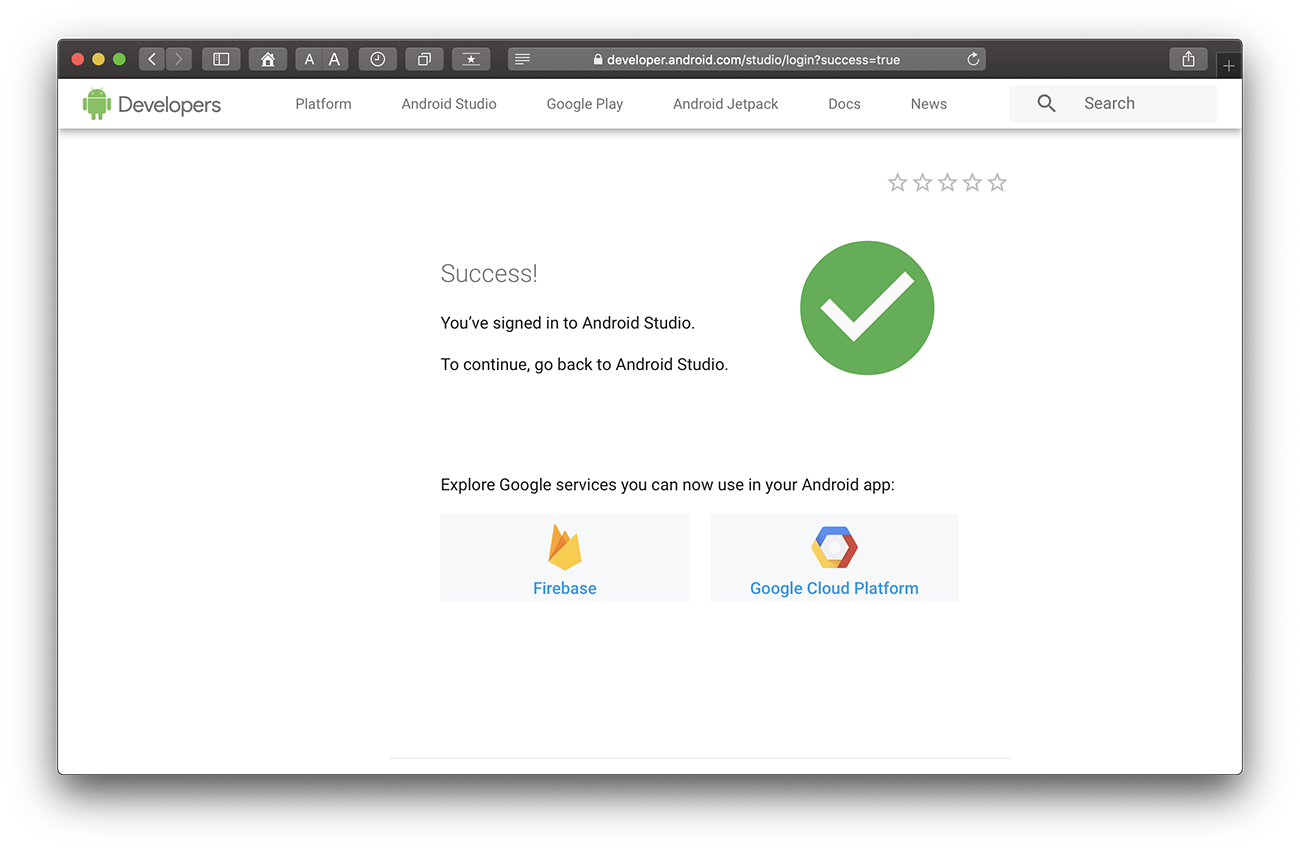 A A
developer.android.com/studio/login?success=true
Developers
Platform
Android Studio
Google Play
Android Jetpack
Docs
News
Search
Success!
You’ve signed in to Android Studio.
To continue, go back to Android Studio.
Explore Google services you can now use in your Android app:
Firebase
Google Cloud Platform